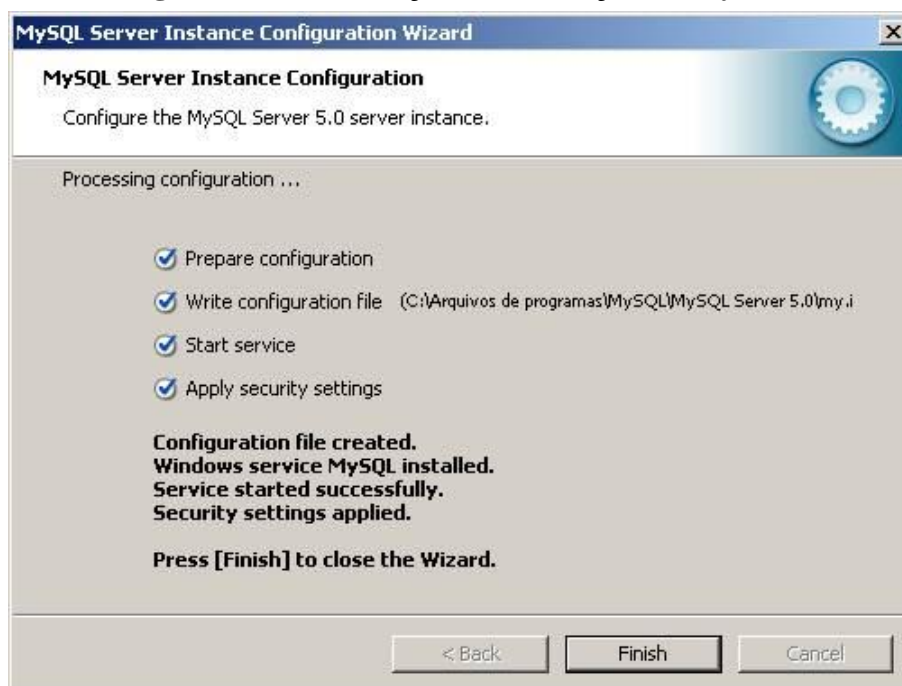 MySQL Server Instance Configuration Wizard
MySQL Server Instance Configuration
Configure the MySQL Server 5.0 server instance.
Processing configuration ...
Prepare configuration
Write configuration file (C:\Arquivos de programas\MySQL\MySQL Server 5.0\my.i
Start service
Apply security settings
Configuration file created.
Windows service MySQL installed.
Service started successfully.
Security settings applied.
Press [Finish] to close the Wizard.
< Back Finish Cancel